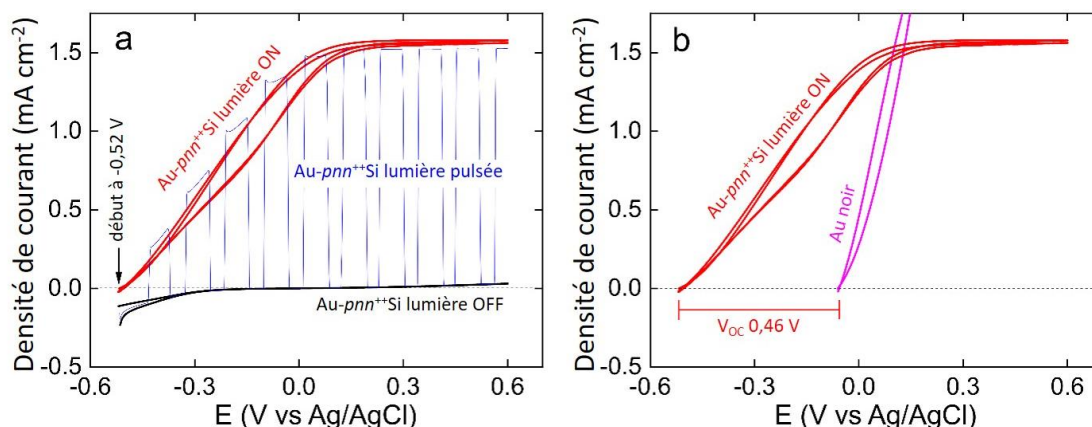 a
Densité de courant (mA cm⁻²)
1.5
1.0
0.5
0.0
-0.5
-0.6
-0.3
0.0
0.3
0.6
E (V vs Ag/AgCl)
début à -0,52 V
Au-pnn⁺⁺Si lumière ON
Au-pnn⁺⁺Si lumière pulsée
Au-pnn⁺⁺Si lumière OFF
b
Densité de courant (mA cm⁻²)
1.5
1.0
0.5
0.0
-0.5
-0.6
-0.3
0.0
0.3
0.6
E (V vs Ag/AgCl)
Au-pnn⁺⁺Si lumière ON
Au noir
V_OC 0,46 V